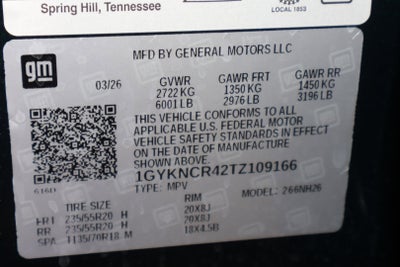 Spring Hill, Tennessee
LOCAL 1853
MFD BY GENERAL MOTORS LLC
gm
03/26 GVWR GAWR FRT GAWR RR
2722 KG 1350 KG 1450 KG
6001 LB 2976 LB 3196 LB
THIS VEHICLE CONFORMS TO ALL
APPLICABLE U.S. FEDERAL MOTOR
VEHICLE SAFETY STANDARDS IN EFFECT
ON THE DATE OF MANUFACTURE
SHOWN ABOVE.
1GYKNCR42TZ109166
616D TYPE: MPV MODEL: 266NH26
TIRE SIZE RIM
FRT 235/55R20 H 20X8J
RR 235/55R20 H 20X8J
SPA T135/70R18 M 18X4.5B